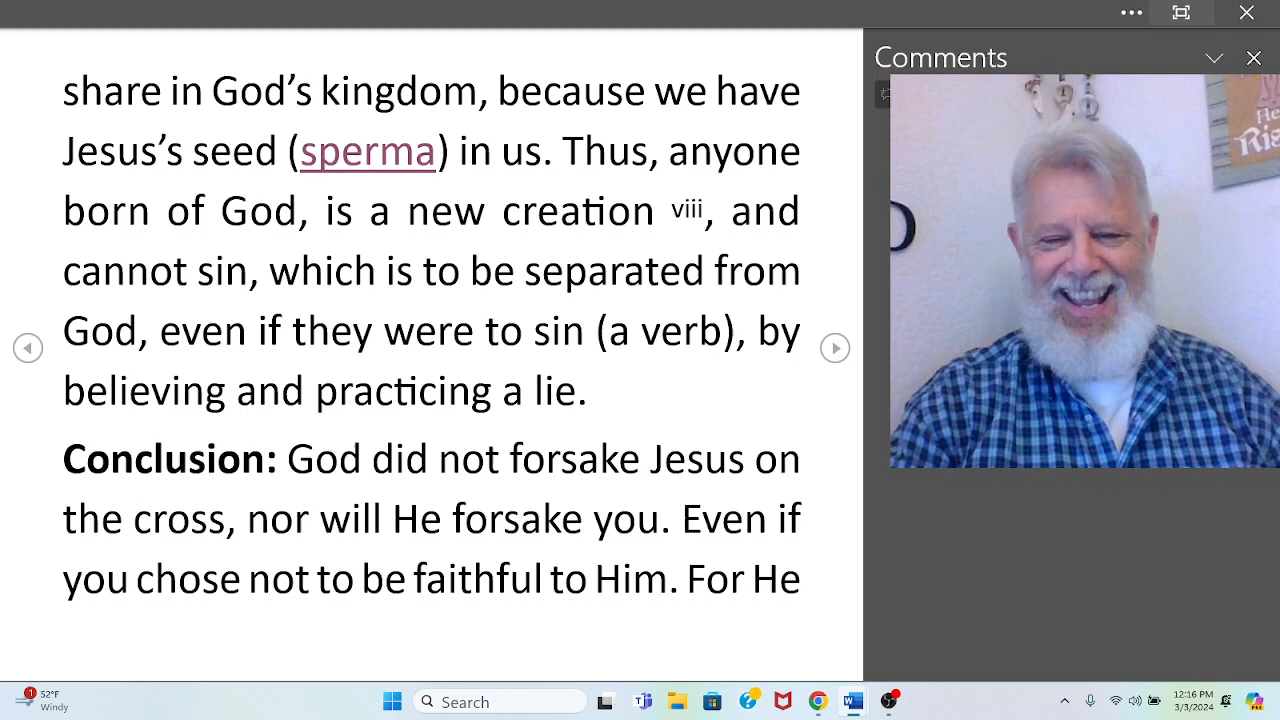 Comments
share in God’s kingdom, because we have
Jesus’s seed (sperma) in us. Thus, anyone
born of God, is a new creation viii, and
cannot sin, which is to be separated from
God, even if they were to sin (a verb), by
believing and practicing a lie.
Conclusion: God did not forsake Jesus on
the cross, nor will He forsake you. Even if
you chose not to be faithful to Him. For He
He
Ris
1
52°F
Windy
Search
12:16 PM
3/3/2024